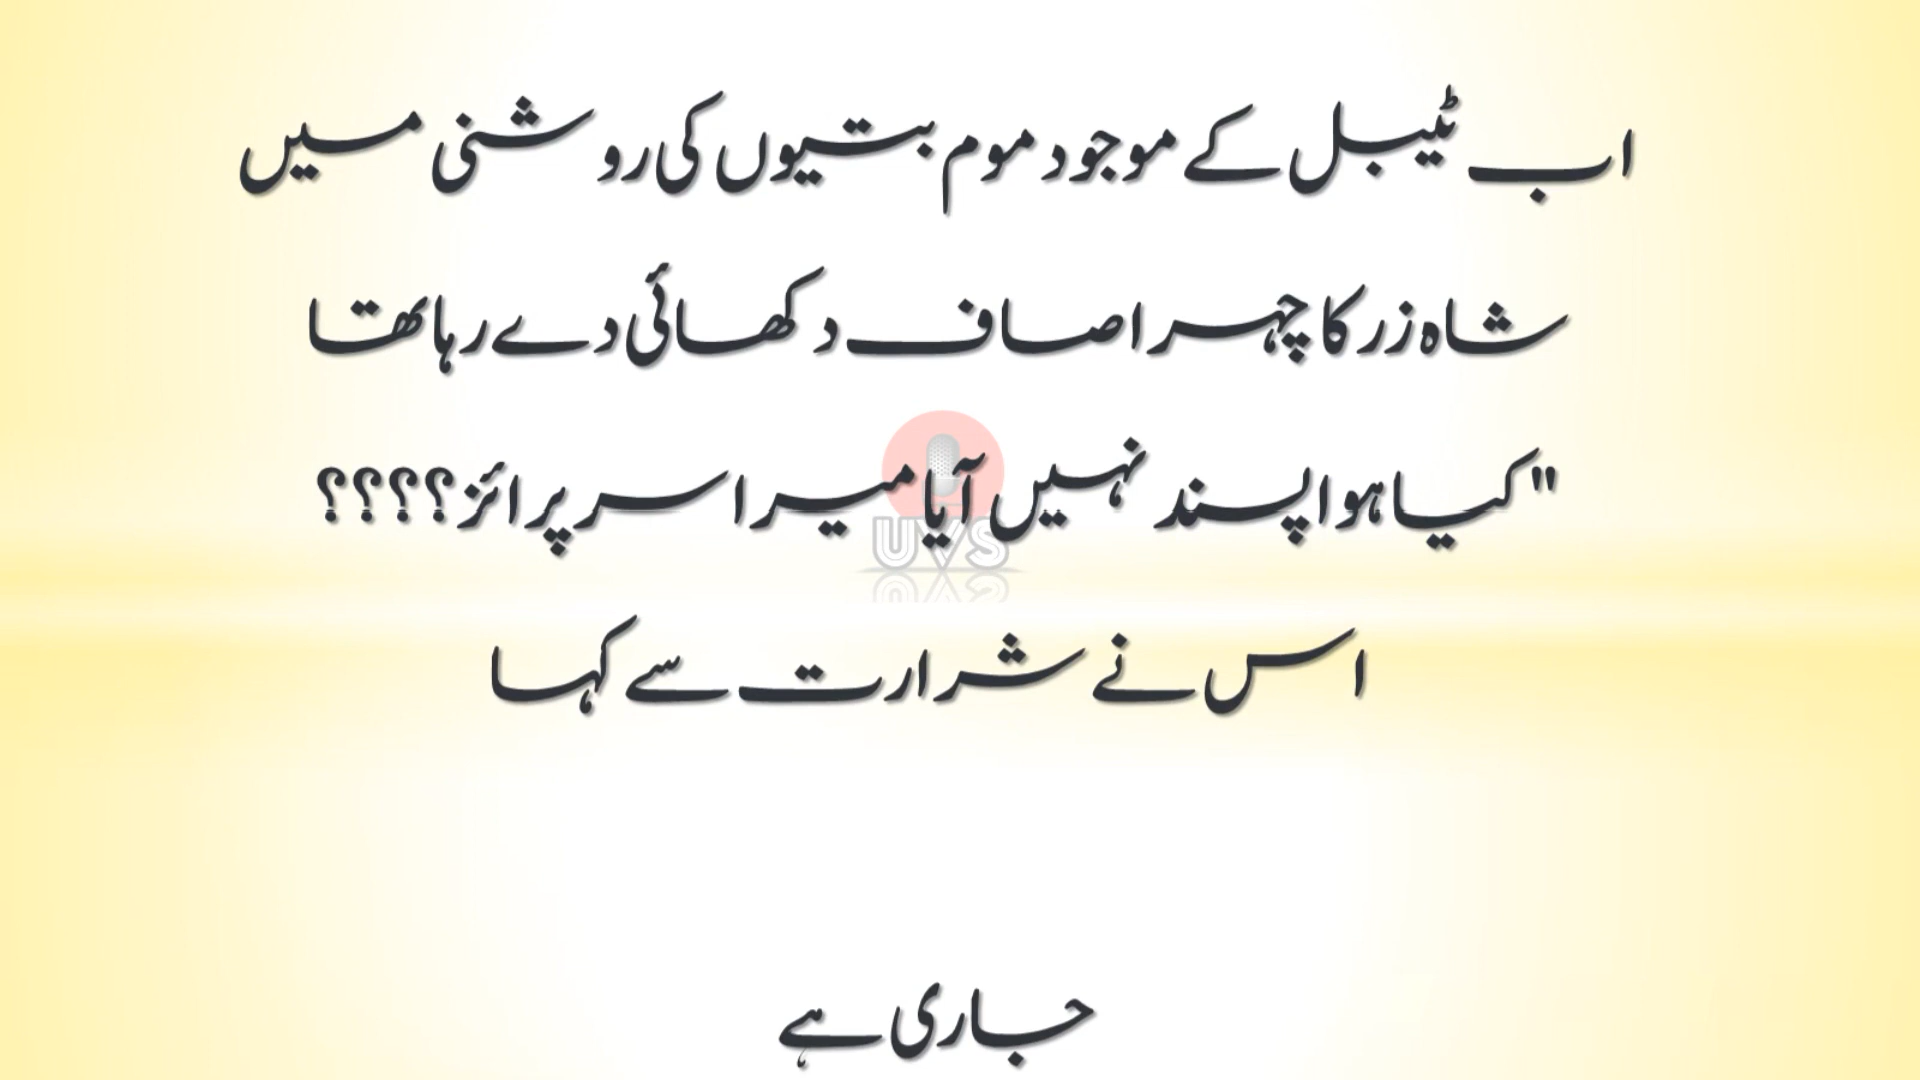 اب ٹیبل کے موجود موم بتیوں کی روشنی میں
شاہ زر کا چہرا صاف دکھائی دے رہا تھا
"کیا ہوا پسند نہیں آیا میرا سرپرائز؟؟؟؟
UVS
اس نے شرارت سے کہا
جاری ہے